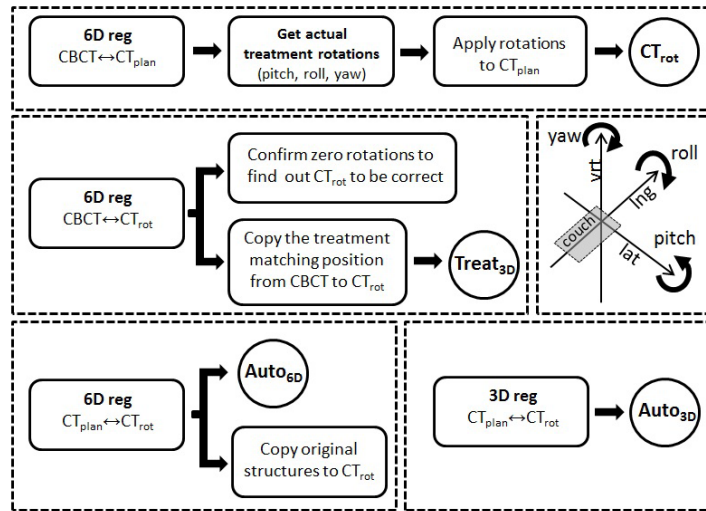 6D reg
CBCT↔CTplan
Get actual
treatment rotations
(pitch, roll, yaw)
Apply rotations
to CTplan
CTrot
6D reg
CBCT↔CTrot
Confirm zero rotations to
find out CTrot to be correct
Copy the treatment
matching position
from CBCT to CTrot
Treat3D
yaw
roll
vrt
lng
couch
pitch
lat
6D reg
CTplan↔CTrot
Auto6D
Copy original
structures to CTrot
3D reg
CTplan↔CTrot
Auto3D